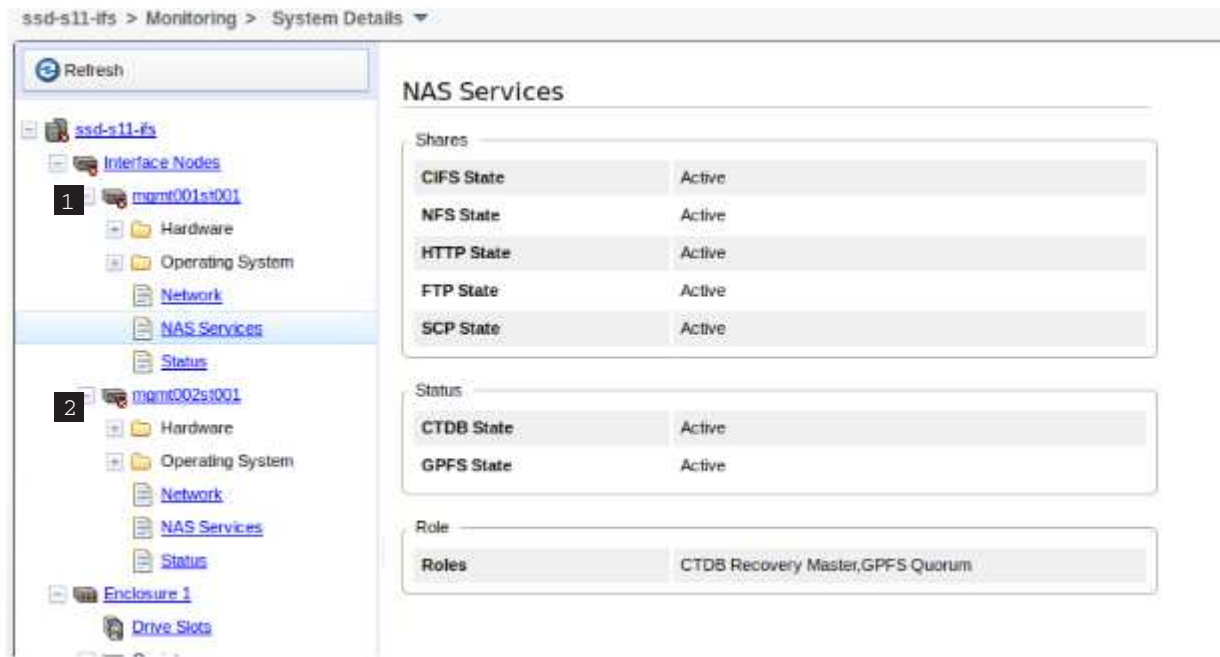 ssd-s11-ifs > Monitoring > System Details
Refresh
ssd-s11-ifs
Interface Nodes
1
mgmt001st001
Hardware
Operating System
Network
NAS Services
Status
2
mgmt002st001
Hardware
Operating System
Network
NAS Services
Status
Enclosure 1
Drive Slots
NAS Services
Shares
CIFS State Active
NFS State Active
HTTP State Active
FTP State Active
SCP State Active
Status
CTDB State Active
GPFS State Active
Role
Roles CTDB Recovery Master,GPFS Quorum